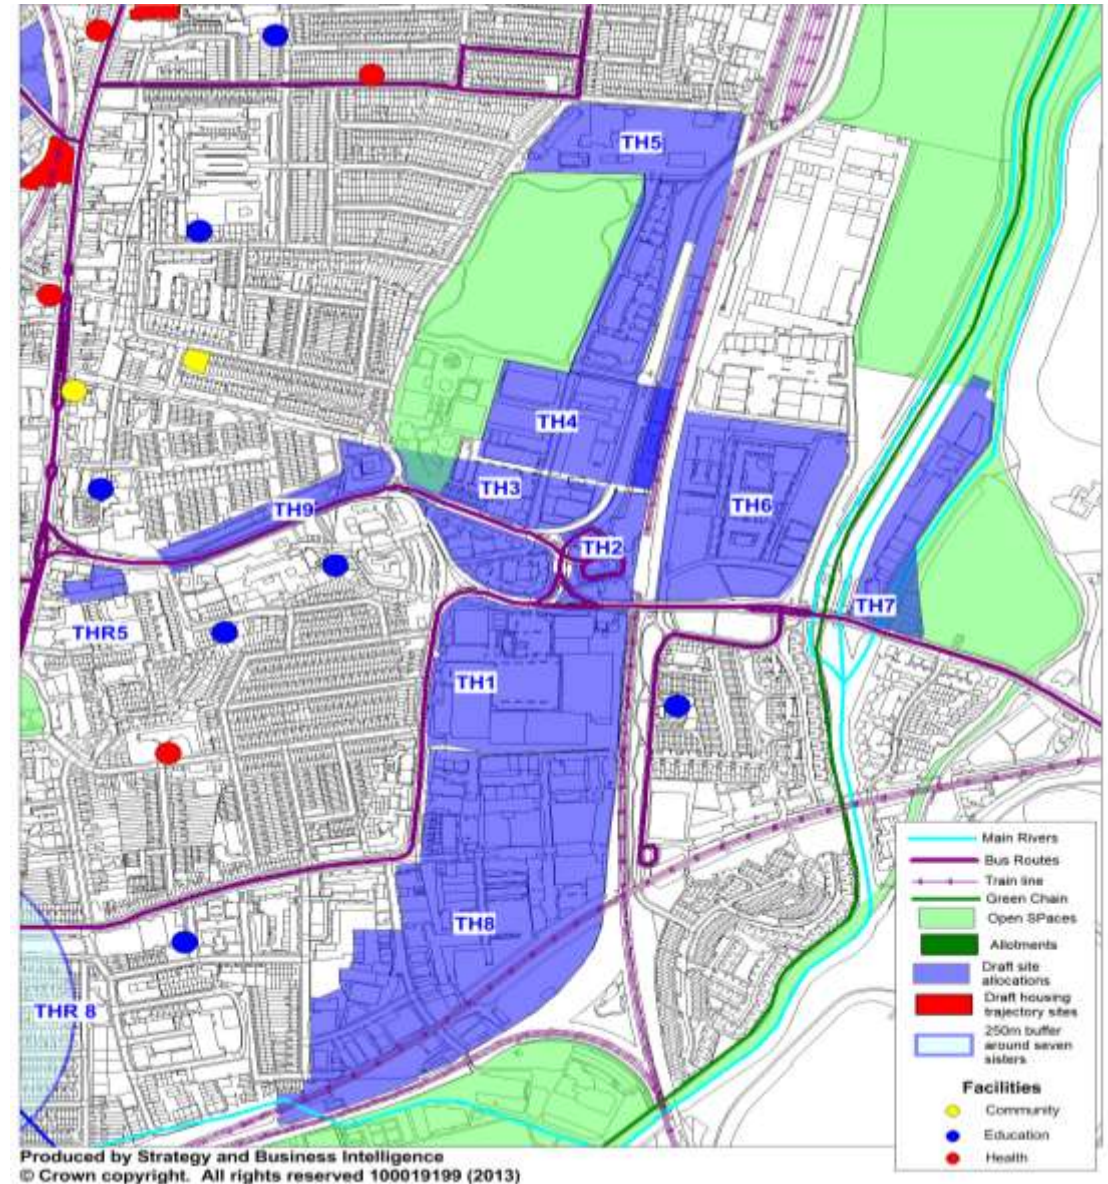 TH5
TH4
TH3
TH6
TH9
TH2
TH7
THR5
TH1
TH8
THR 8
Main Rivers
Bus Routes
Train line
Green Chain
Open SPaces
Allotments
Draft site
allocations
Draft housing
trajectory sites
250m buffer
around seven
sisters
Facilities
Community
Education
Health
Produced by Strategy and Business Intelligence
© Crown copyright. All rights reserved 100019199 (2013)